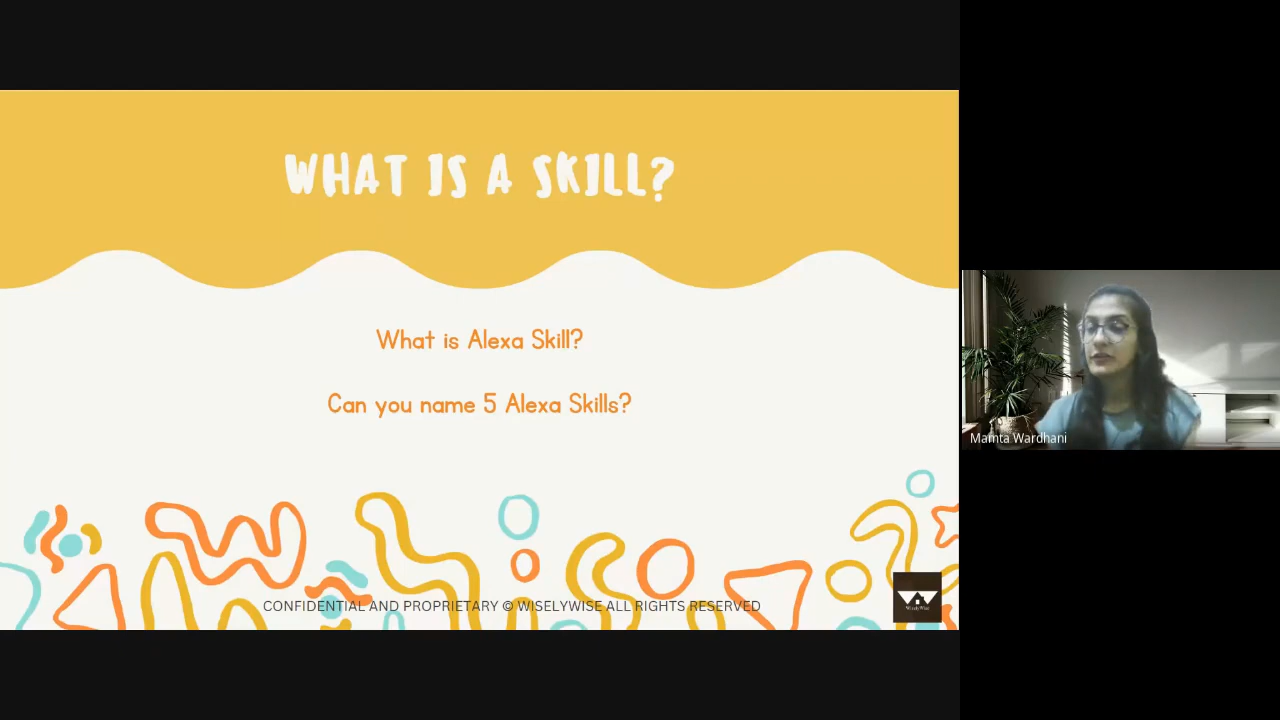 WHAT IS A SKILL?
What is Alexa Skill?
Can you name 5 Alexa Skills?
Mamta Wardhani
CONFIDENTIAL AND PROPRIETARY © WISELYWISE ALL RIGHTS RESERVED
WiselyWise